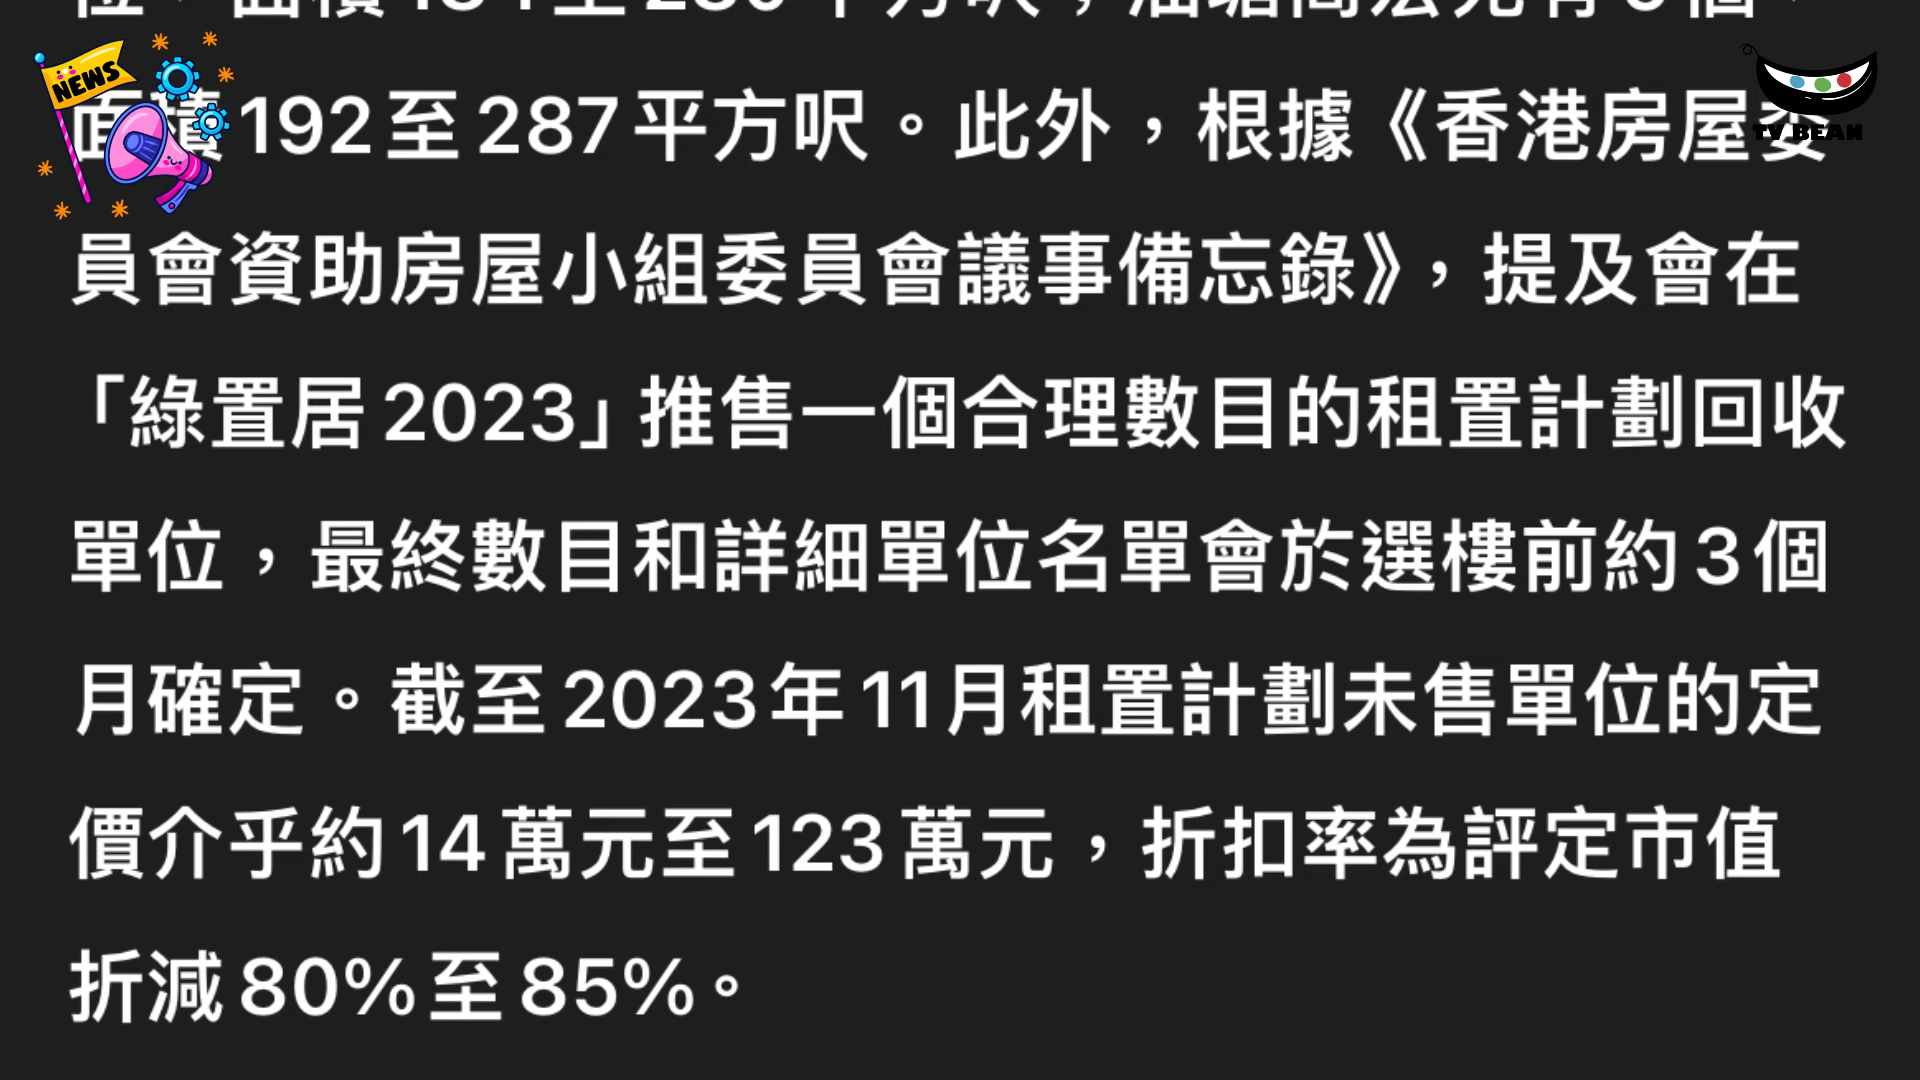 面積192至287平方呎。此外，根據《香港房屋委
員會資助房屋小組委員會議事備忘錄》，提及會在
「綠置居2023」推售一個合理數目的租置計劃回收
單位，最終數目和詳細單位名單會於選樓前約3個
月確定。截至2023年11月租置計劃未售單位的定
價介乎約14萬元至123萬元，折扣率為評定市值
折減80%至85%。
NEWS
TV BEAN